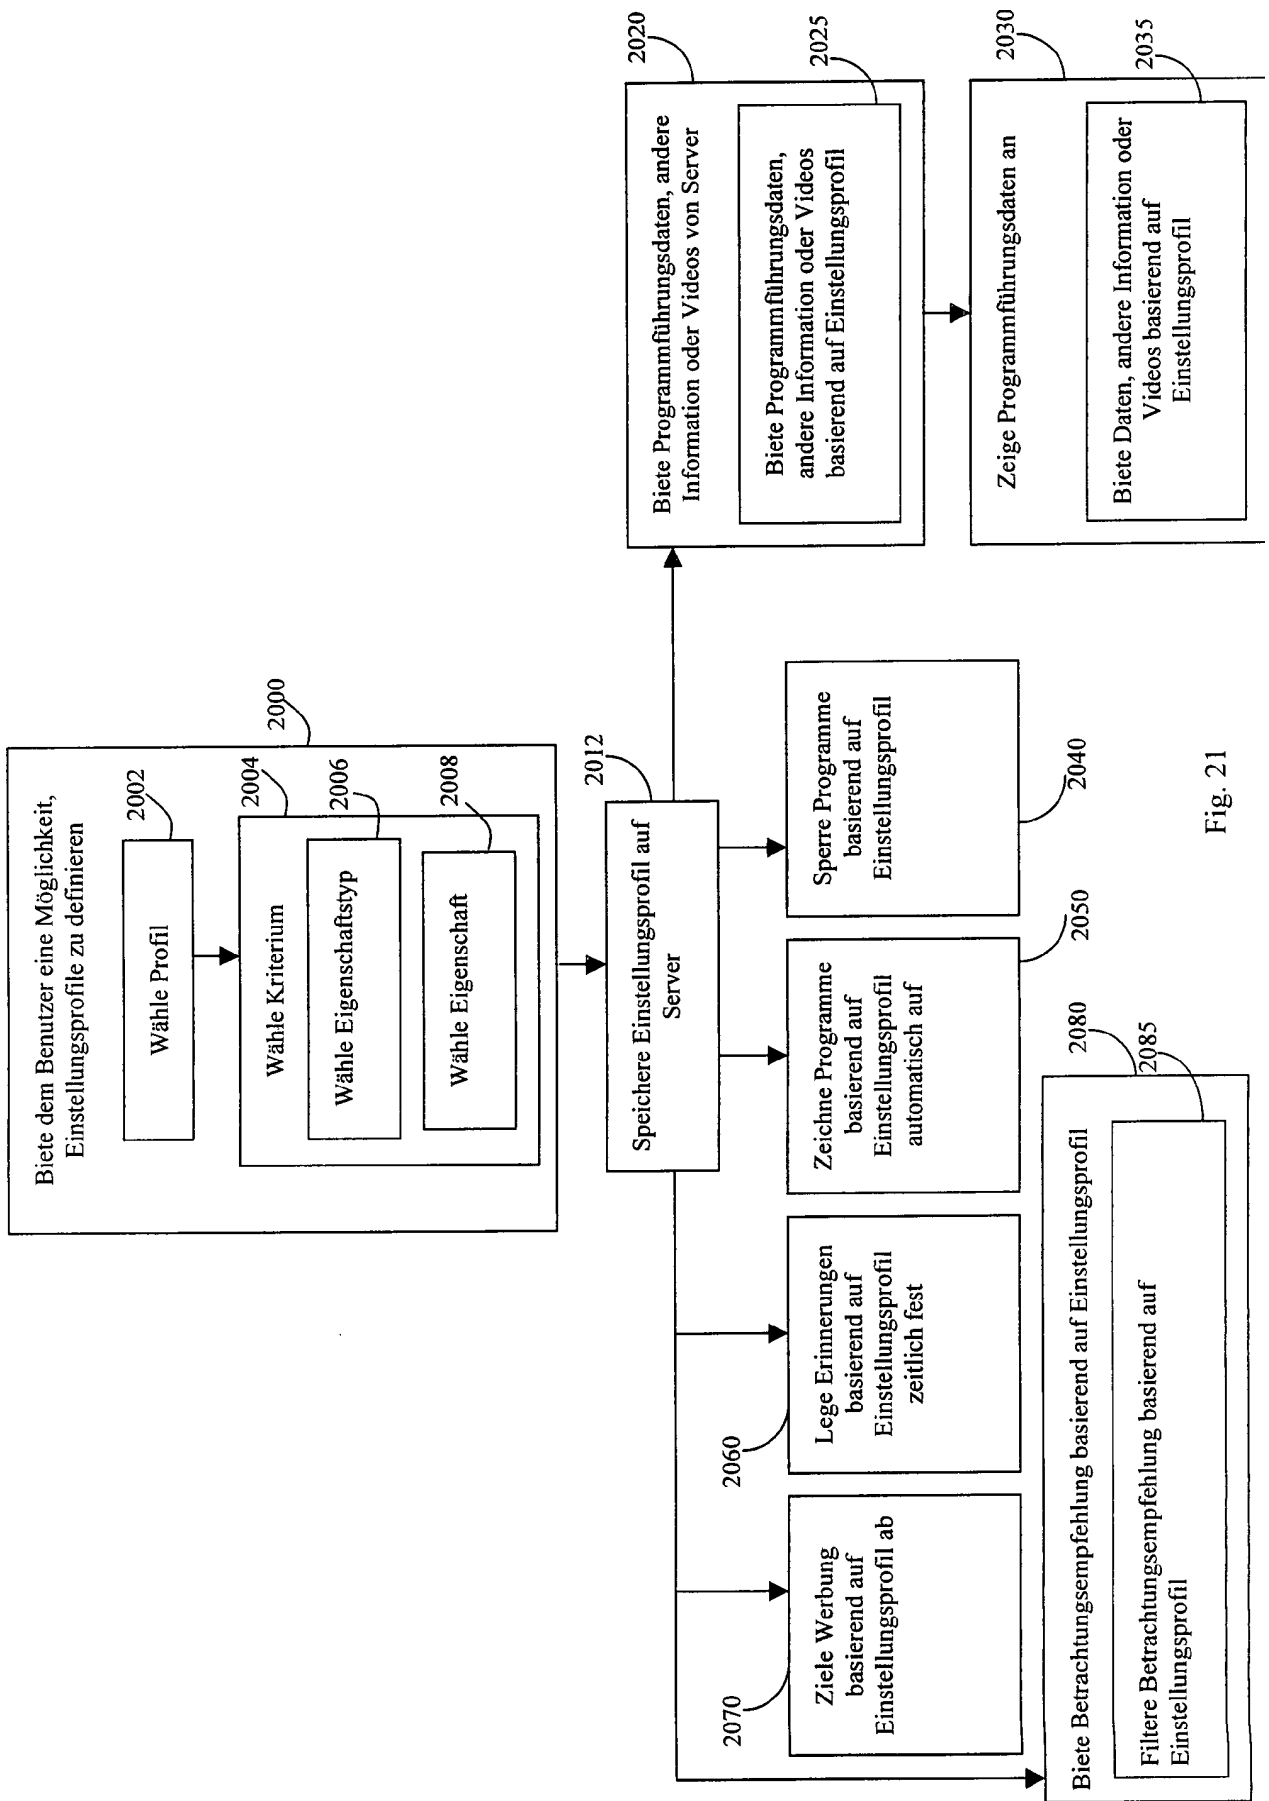 Biete dem Benutzer eine Möglichkeit,
Einstellungsprofile zu definieren
2000
Wähle Profil
2002
Wähle Kriterium
2004
Wähle Eigenschaftstyp
2006
Wähle Eigenschaft
2008
Speichere Einstellungsprofil auf
Server
2012
Biete Programmführungsdaten, andere
Information oder Videos von Server
2020
Biete Programmführungsdaten,
andere Information oder Videos
basierend auf Einstellungsprofil
2025
Zeige Programmführungsdaten an
2030
Biete Daten, andere Information oder
Videos basierend auf
Einstellungsprofil
2035
Ziele Werbung
basierend auf
Einstellungsprofil ab
2070
Lege Erinnerungen
basierend auf
Einstellungsprofil
zeitlich fest
2060
Zeichne Programme
basierend auf
Einstellungsprofil
automatisch auf
2050
Sperre Programme
basierend auf
Einstellungsprofil
2040
Biete Betrachtungsempfehlung basierend auf Einstellungsprofil
2080
Filtere Betrachtungsempfehlung basierend auf
Einstellungsprofil
2085
Fig. 21